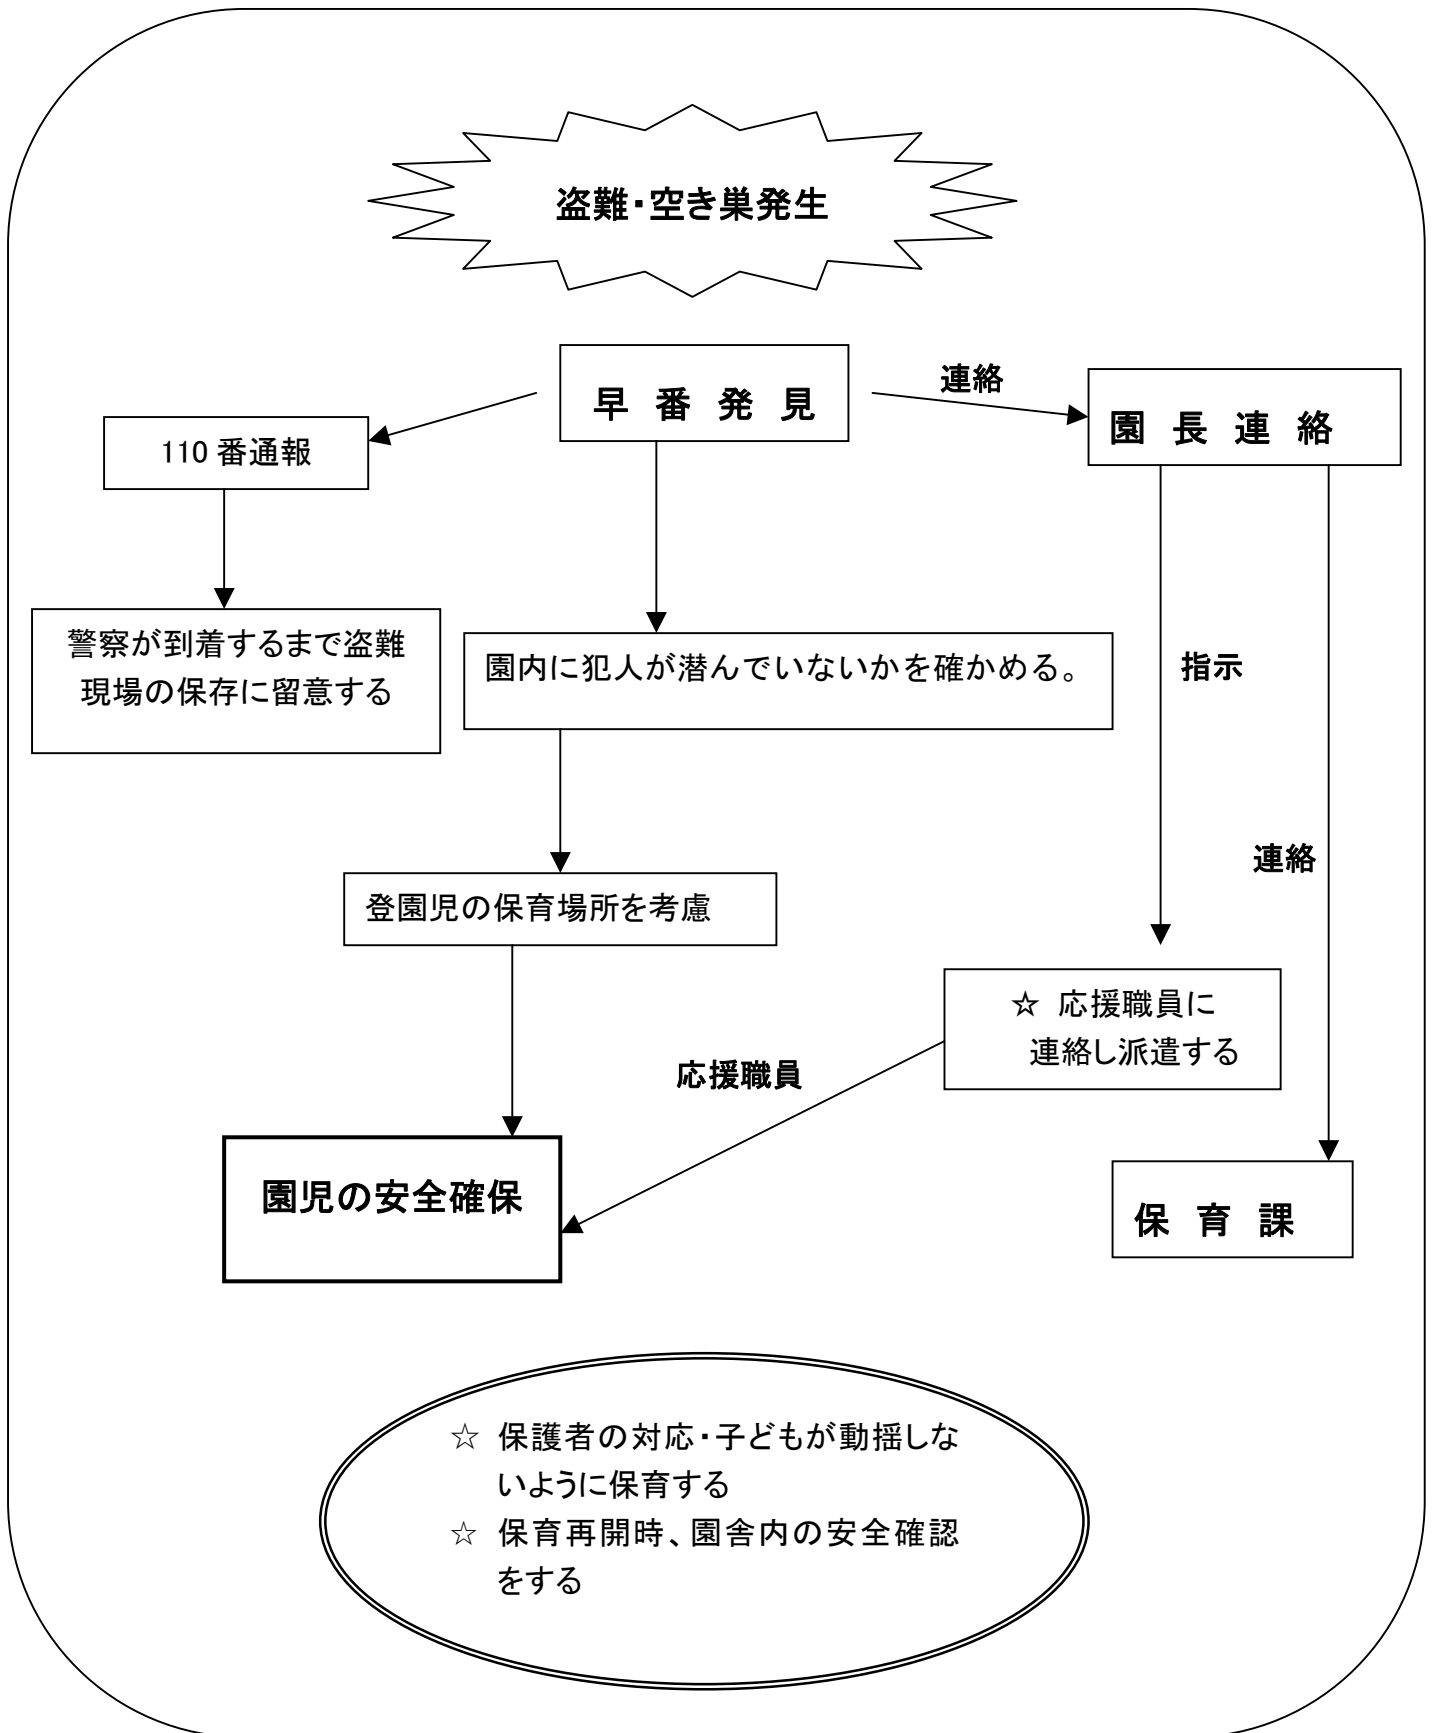 盗難・空き巣発生
早番発見
連絡
園長連絡
110番通報
警察が到着するまで盗難
現場の保存に留意する
園内に犯人が潜んでいないかを確かめる。
指示
連絡
登園児の保育場所を考慮
☆ 応援職員に
連絡し派遣する
応援職員
園児の安全確保
保育課
☆ 保護者の対応・子どもが動揺しな
いように保育する
☆ 保育再開時、園舎内の安全確認
をする